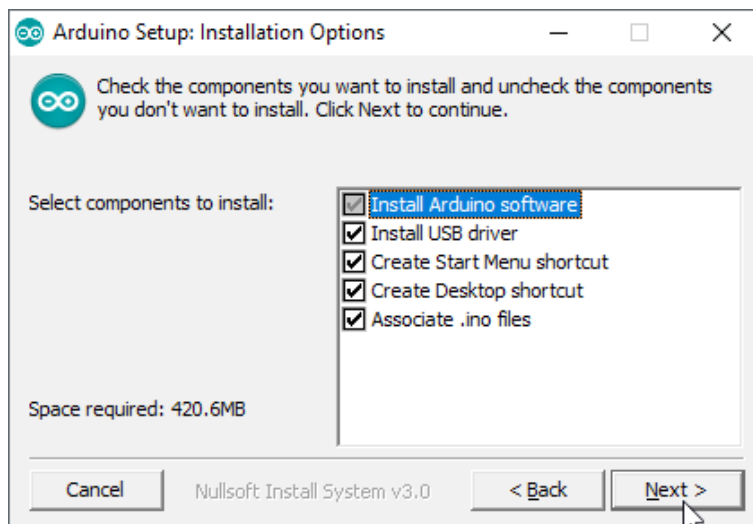 Arduino Setup: Installation Options
Check the components you want to install and uncheck the components
you don't want to install. Click Next to continue.
Select components to install:
Install Arduino software
Install USB driver
Create Start Menu shortcut
Create Desktop shortcut
Associate .ino files
Space required: 420.6MB
Cancel
Nullsoft Install System v3.0
< Back
Next >